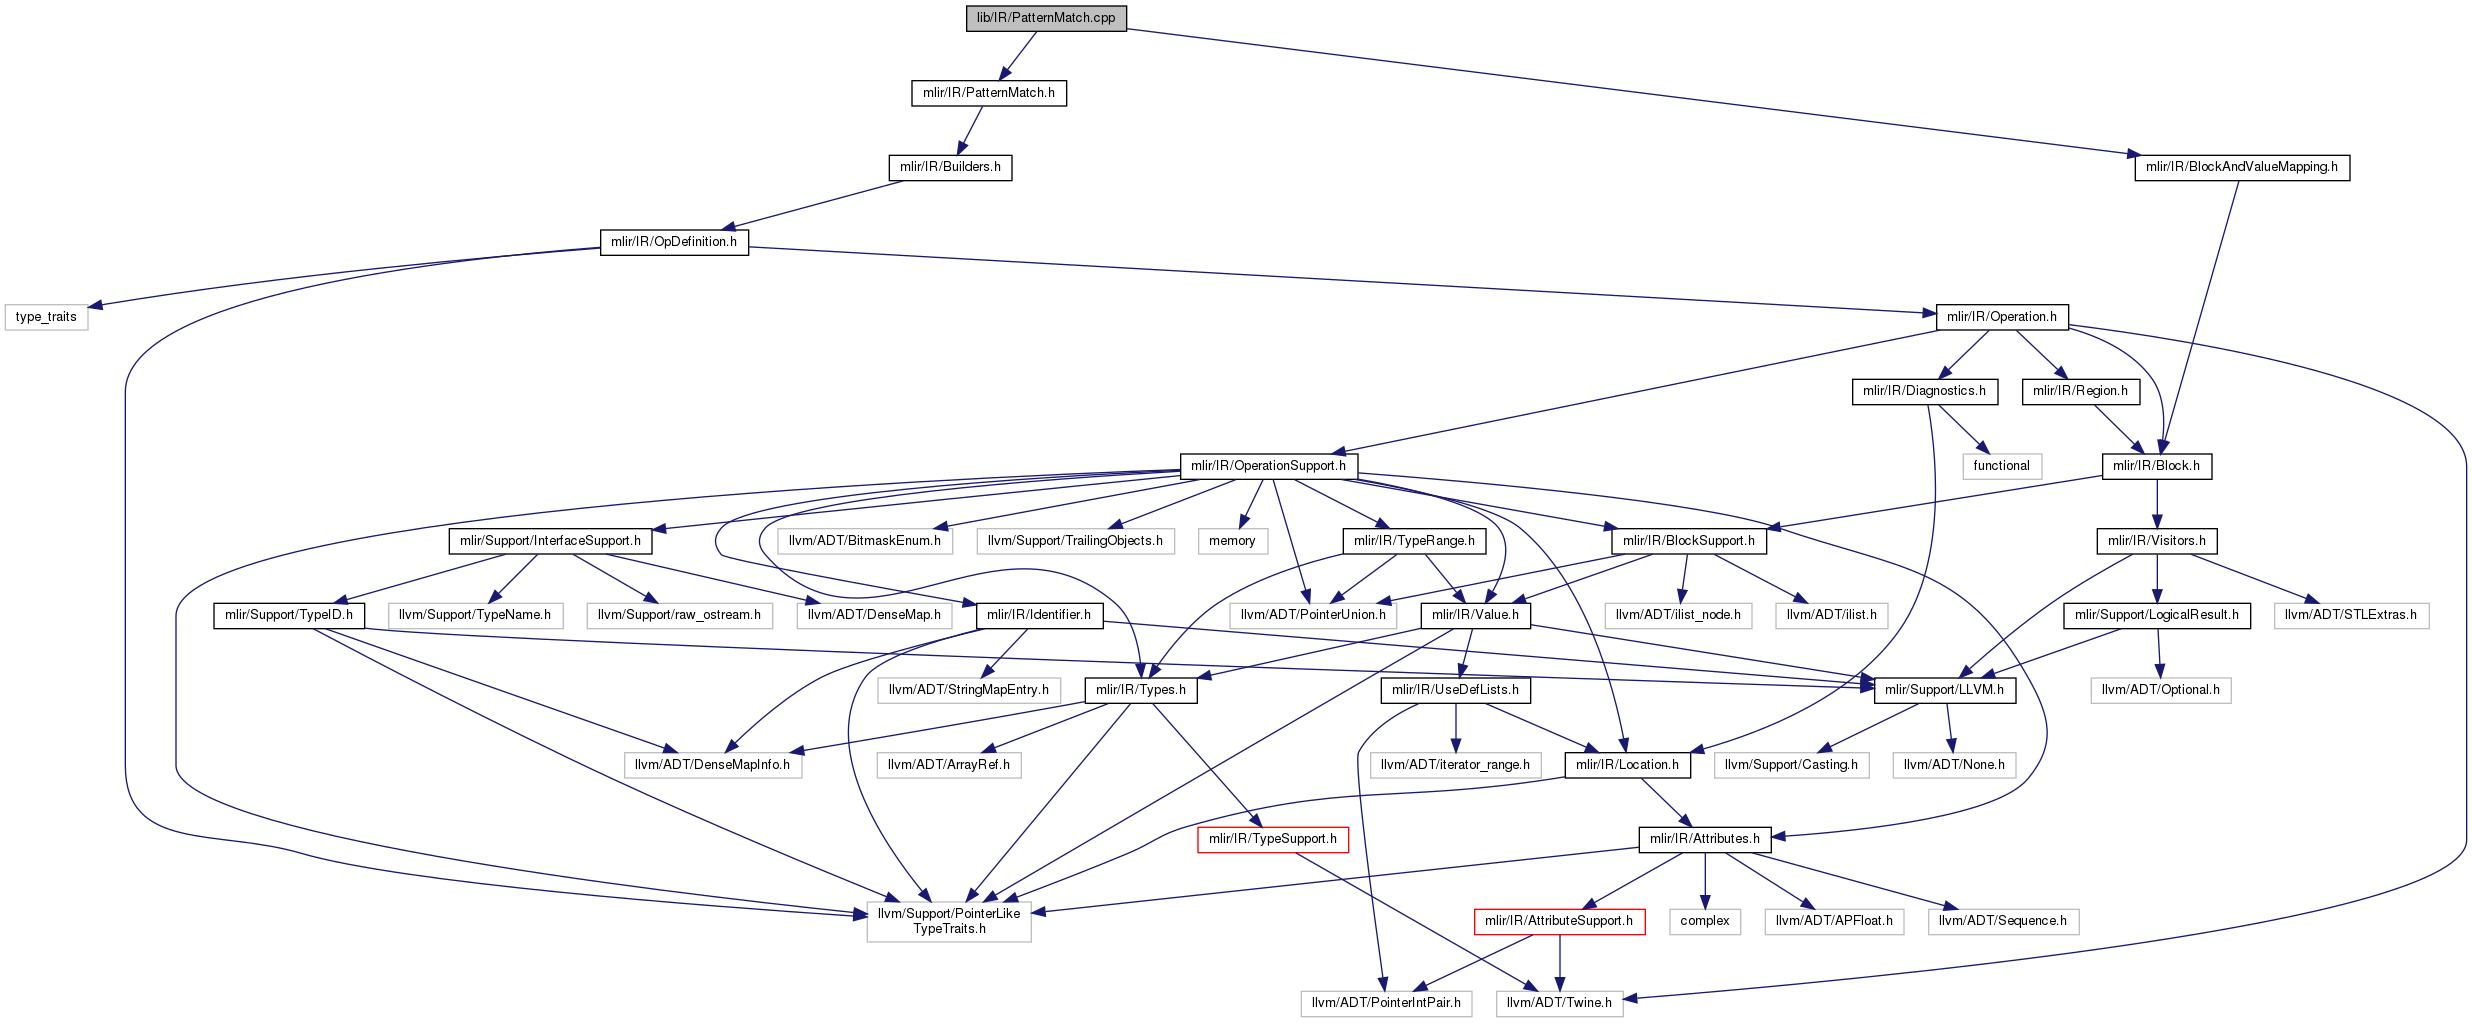 lib/IR/PatternMatch.cpp
mlir/IR/PatternMatch.h
mlir/IR/Builders.h
mlir/IR/BlockAndValueMapping.h
mlir/IR/OpDefinition.h
type_traits
mlir/IR/Operation.h
mlir/IR/Diagnostics.h
mlir/IR/Region.h
mlir/IR/OperationSupport.h
functional
mlir/IR/Block.h
mlir/Support/InterfaceSupport.h
llvm/ADT/BitmaskEnum.h
llvm/Support/TrailingObjects.h
memory
mlir/IR/TypeRange.h
mlir/IR/BlockSupport.h
mlir/IR/Visitors.h
mlir/Support/TypeID.h
llvm/Support/TypeName.h
llvm/Support/raw_ostream.h
llvm/ADT/DenseMap.h
mlir/IR/Identifier.h
llvm/ADT/PointerUnion.h
mlir/IR/Value.h
llvm/ADT/ilist_node.h
llvm/ADT/ilist.h
mlir/Support/LogicalResult.h
llvm/ADT/STLExtras.h
llvm/ADT/StringMapEntry.h
mlir/IR/Types.h
mlir/IR/UseDefLists.h
mlir/Support/LLVM.h
llvm/ADT/Optional.h
llvm/ADT/DenseMapInfo.h
llvm/ADT/ArrayRef.h
llvm/ADT/iterator_range.h
mlir/IR/Location.h
llvm/Support/Casting.h
llvm/ADT/None.h
mlir/IR/TypeSupport.h
mlir/IR/Attributes.h
llvm/Support/PointerLike
TypeTraits.h
mlir/IR/AttributeSupport.h
complex
llvm/ADT/APFloat.h
llvm/ADT/Sequence.h
llvm/ADT/PointerIntPair.h
llvm/ADT/Twine.h